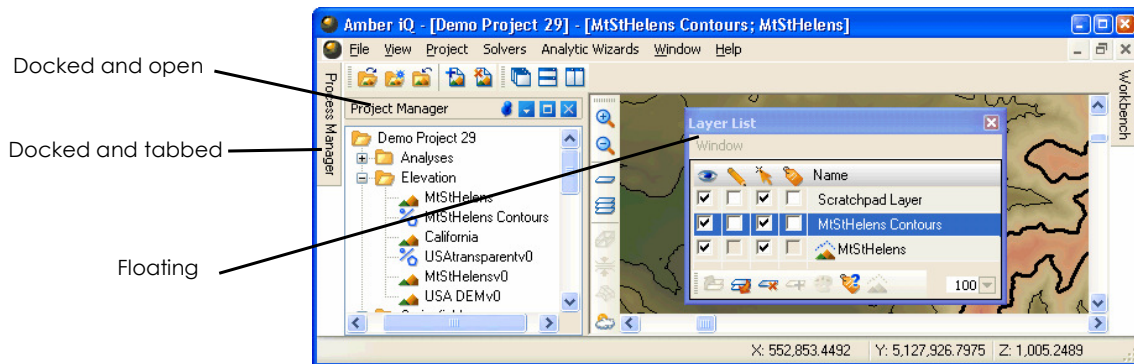 Amber iQ - [Demo Project 29] - [MtStHelens Contours; MtStHelens]
File View Project Solvers Analytic Wizards Window Help
Docked and open
Docked and tabbed
Floating
Process Manager
Project Manager
Demo Project 29
Analyses
Elevation
MtStHelens
MtStHelens Contours
California
USAtransparentv0
MtStHelensv0
USA DEMv0
Layer List
Window
Name
Scratchpad Layer
MtStHelens Contours
MtStHelens
100
Workbench
X: 552,853.4492 Y: 5,127,926.7975 Z: 1,005.2489